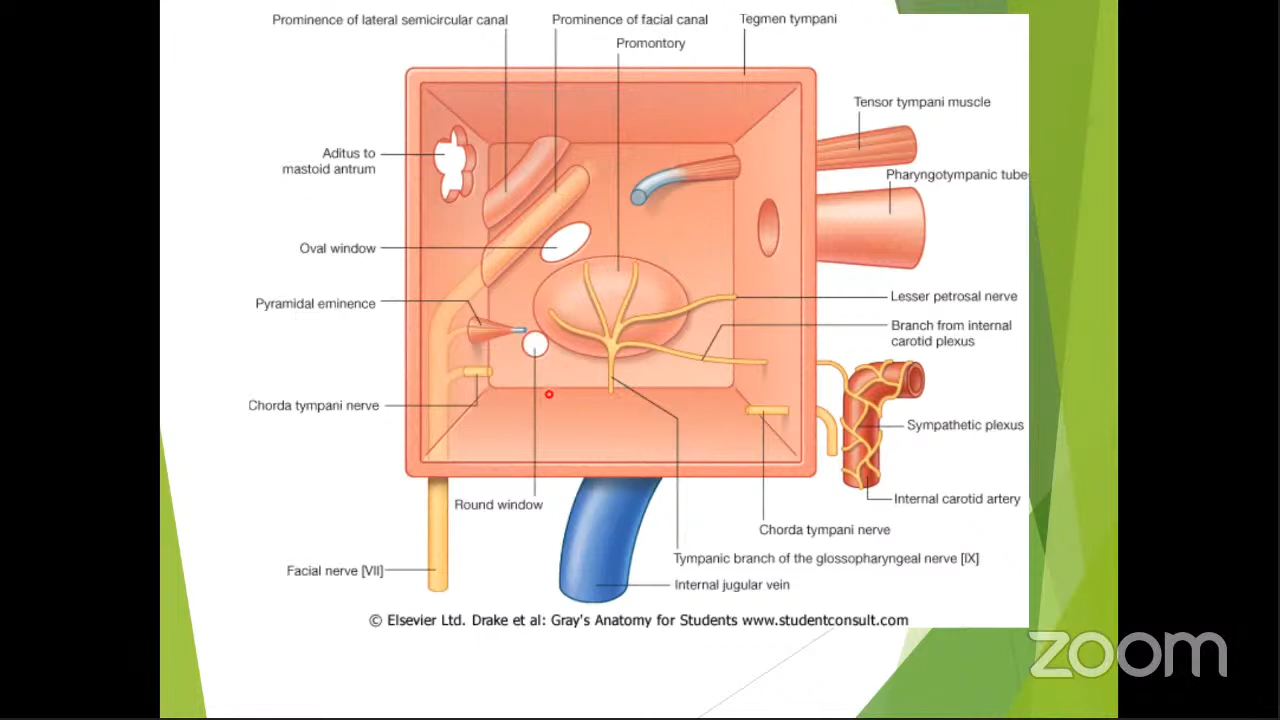 Prominence of lateral semicircular canal
Prominence of facial canal
Tegmen tympani
Promontory
Tensor tympani muscle
Aditus to
mastoid antrum
Pharyngotympanic tube
Oval window
Pyramidal eminence
Lesser petrosal nerve
Branch from internal
carotid plexus
Chorda tympani nerve
Sympathetic plexus
Round window
Internal carotid artery
Chorda tympani nerve
Tympanic branch of the glossopharyngeal nerve [IX]
Facial nerve [VII]
Internal jugular vein
© Elsevier Ltd. Drake et al: Gray's Anatomy for Students www.studentconsult.com
zoom